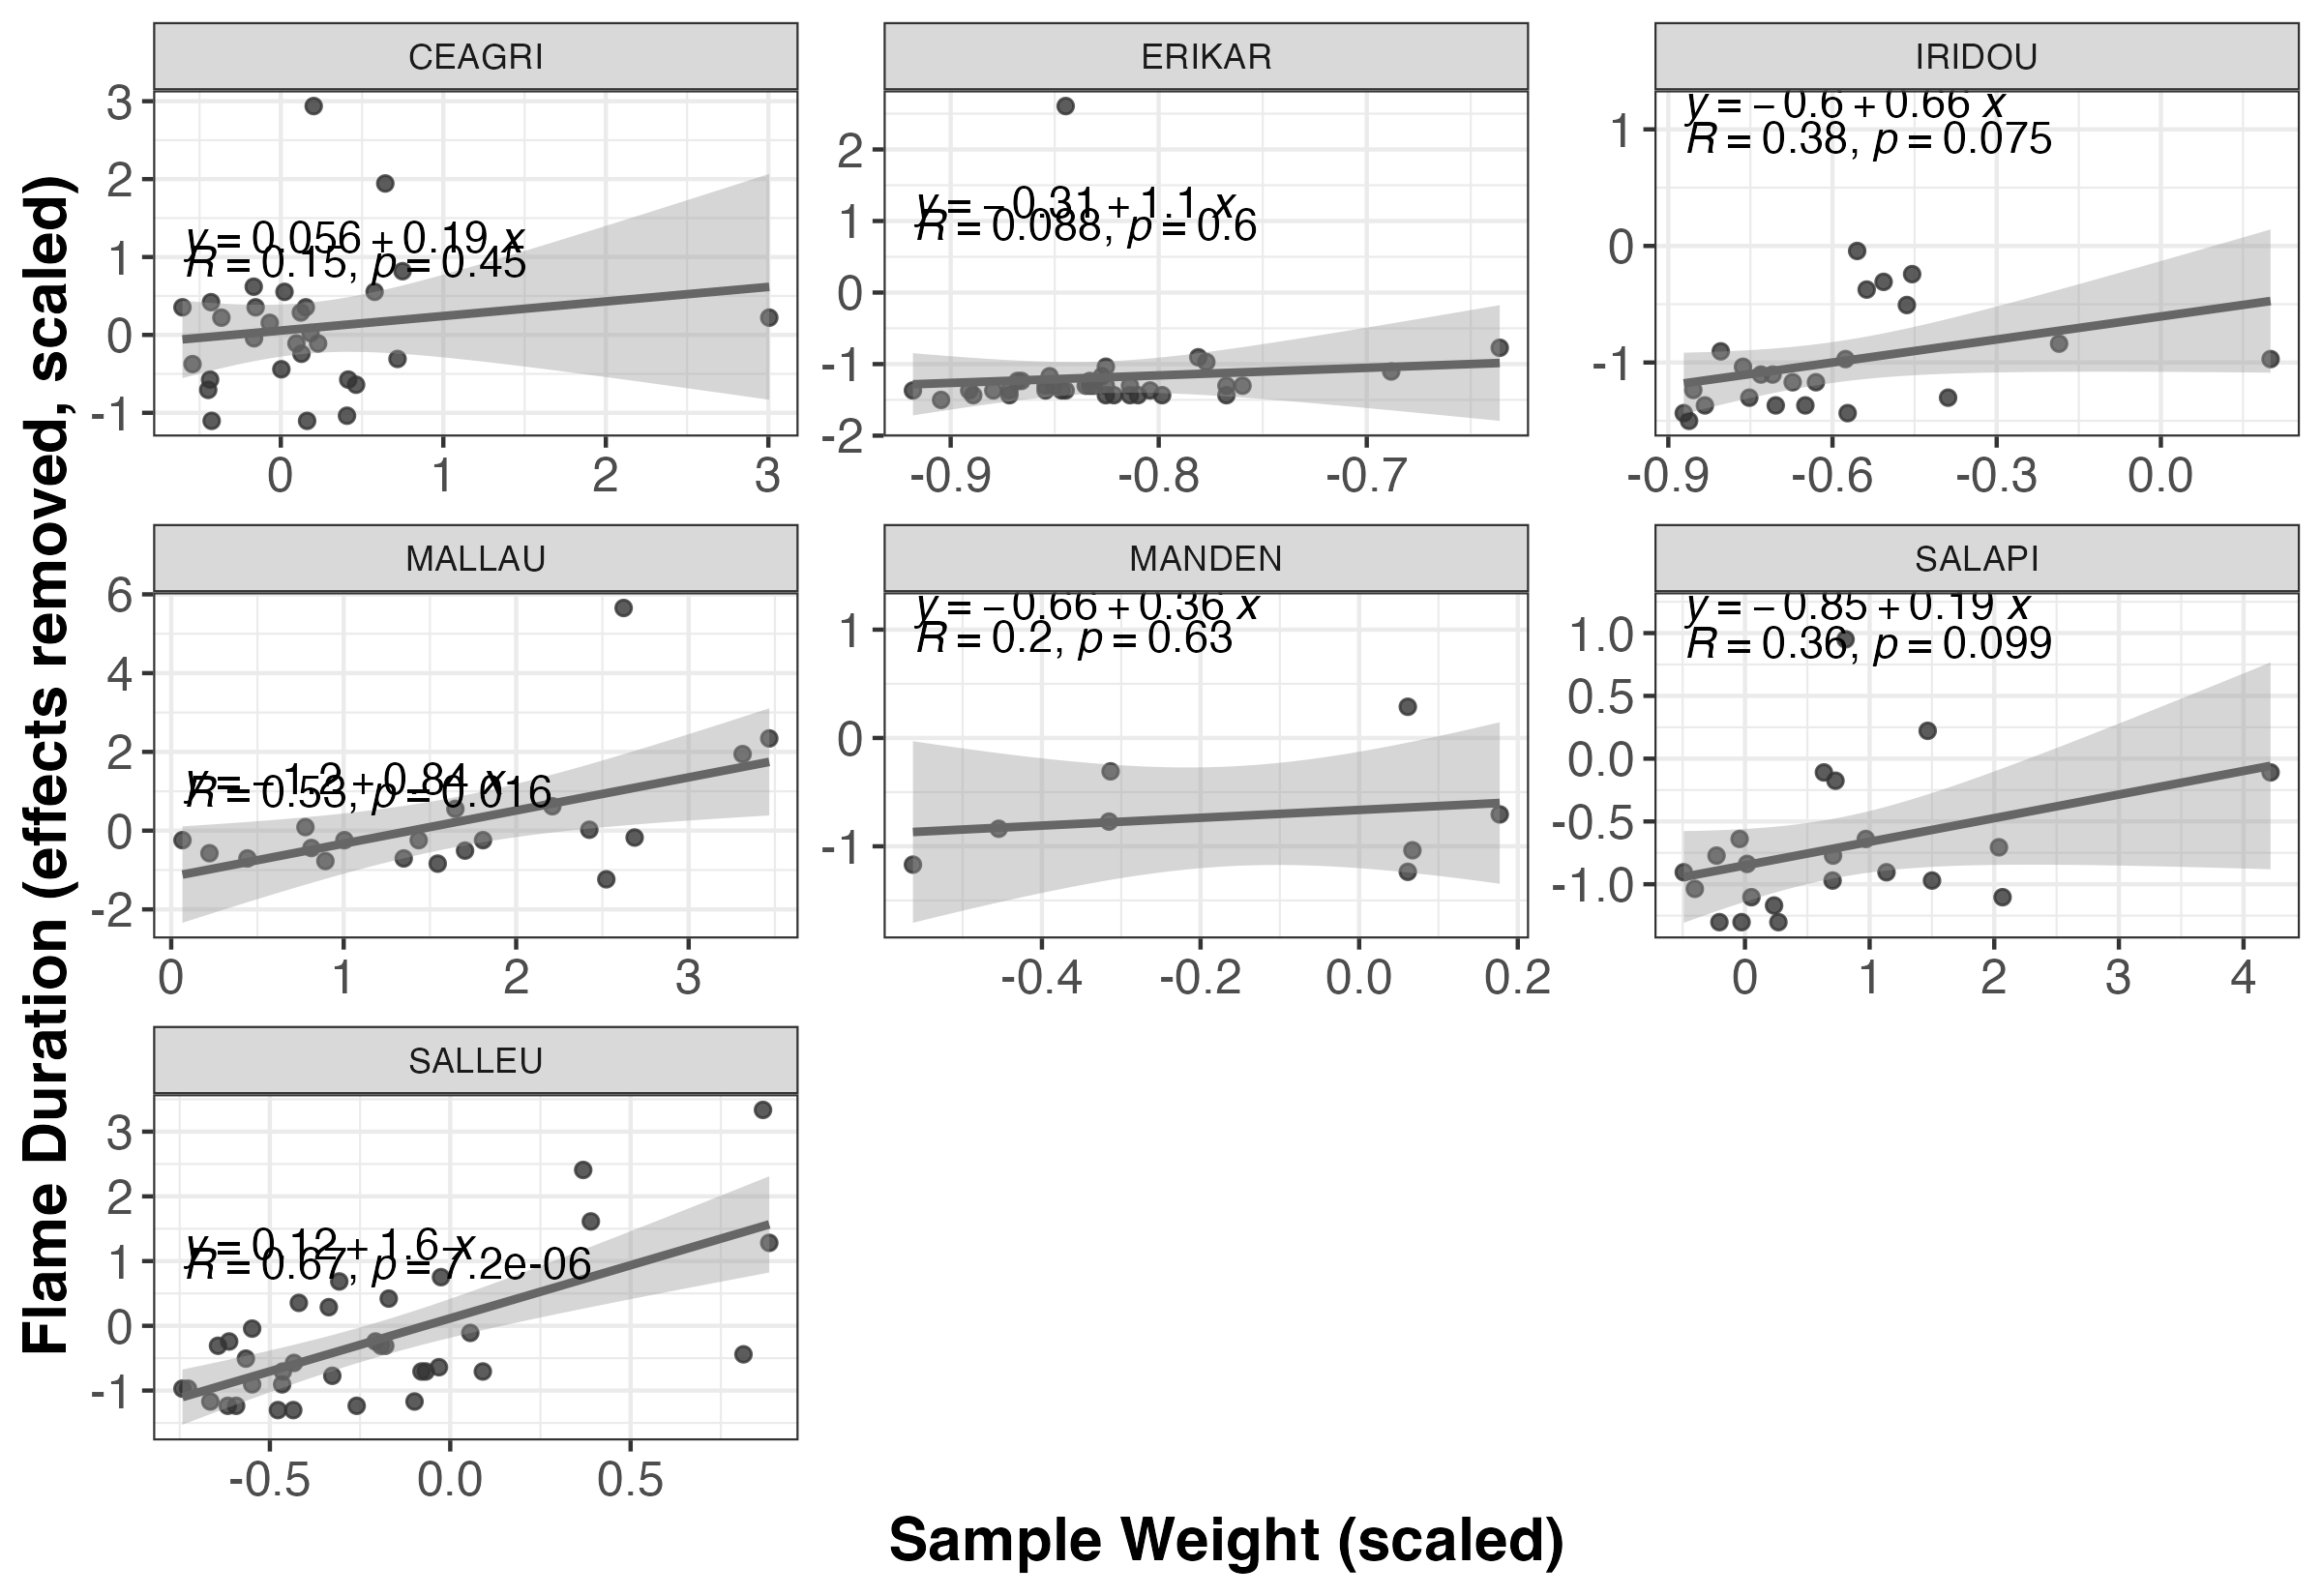 Flame Duration (effects removed, scaled)
CEAGRI
y = 0.056 + 0.19 x
R = 0.15, p = 0.45
3
2
1
0
-1
0 1 2 3
ERIKAR
y = −0.31 + 1.1 x
R = 0.088, p = 0.6
2
1
0
-1
-2
-0.9 -0.8 -0.7
IRIDOU
y = −0.6 + 0.66 x
R = 0.38, p = 0.075
1
0
-1
-0.9 -0.6 -0.3 0.0
MALLAU
y = −1.2 + 0.84 x
R = 0.53, p = 0.016
6
4
2
0
-2
0 1 2 3
MANDEN
y = −0.66 + 0.36 x
R = 0.2, p = 0.63
1
0
-1
-0.4 -0.2 0.0 0.2
SALAPI
y = −0.85 + 0.19 x
R = 0.36, p = 0.099
1.0
0.5
0.0
-0.5
-1.0
0 1 2 3 4
SALLEU
y = 0.12 + 1.6 x
R = 0.67, p = 7.2e-06
3
2
1
0
-1
-0.5 0.0 0.5
Sample Weight (scaled)